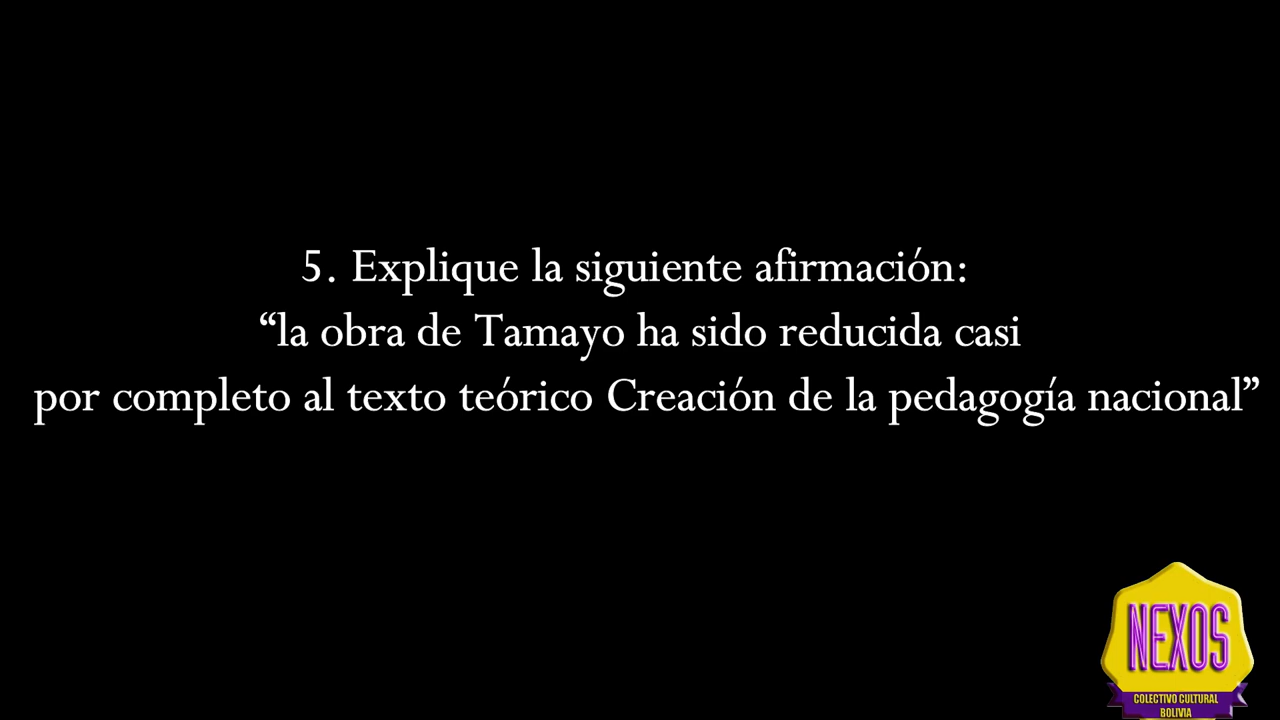 5. Explique la siguiente afirmación:
“la obra de Tamayo ha sido reducida casi
por completo al texto teórico Creación de la pedagogía nacional”
NEXOS
COLECTIVO CULTURAL
BOLIVIA